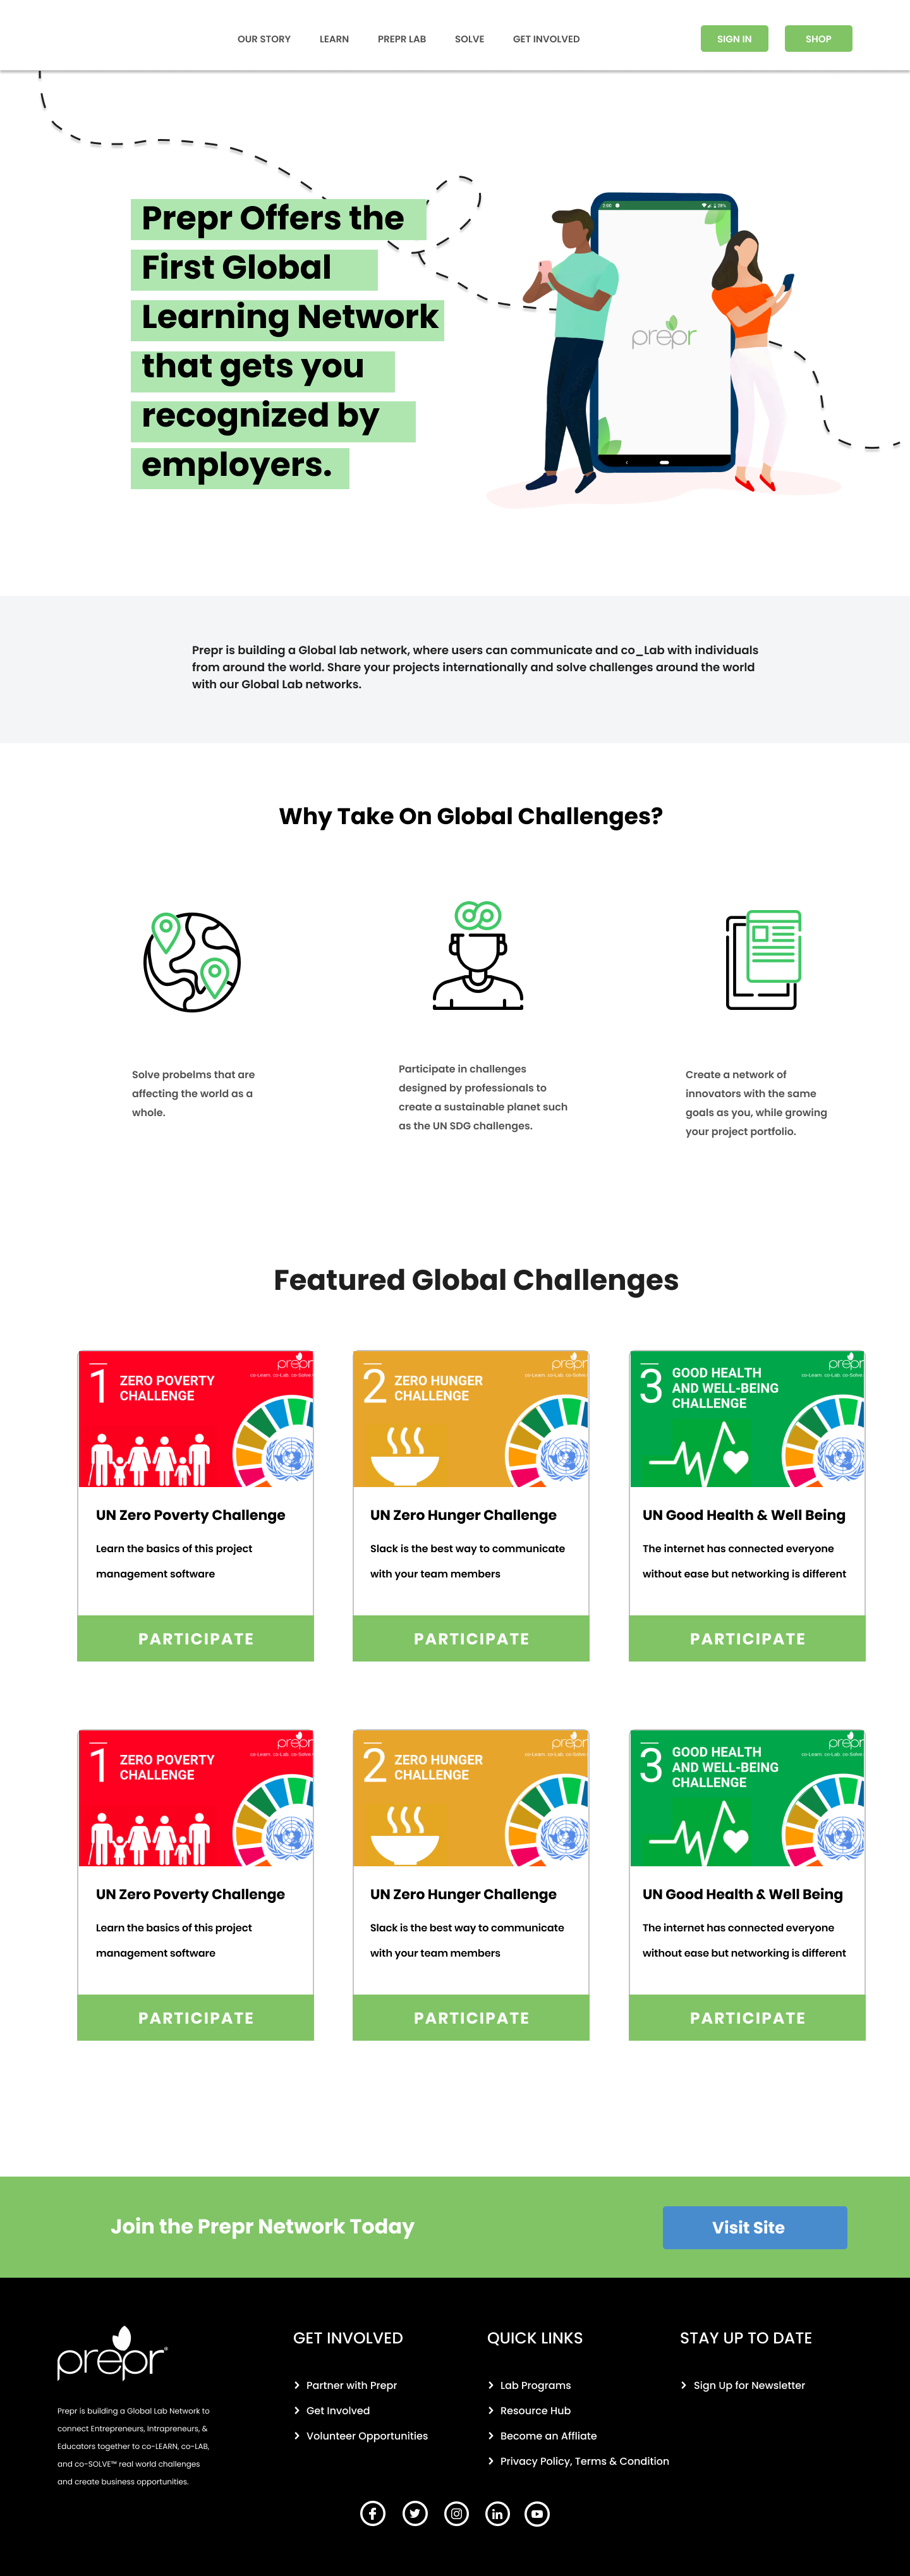 OUR STORY LEARN PREPR LAB SOLVE GET INVOLVED SIGN IN SHOP
Prepr Offers the
First Global
Learning Network
that gets you
recognized by
employers.
prepr
Prepr is building a Global lab network, where users can communicate and co_Lab with individuals
from around the world. Share your projects internationally and solve challenges around the world
with our Global Lab networks.
Why Take On Global Challenges?
Solve probelms that are
affecting the world as a
whole.
Participate in challenges
designed by professionals to
create a sustainable planet such
as the UN SDG challenges.
Create a network of
innovators with the same
goals as you, while growing
your project portfolio.
Featured Global Challenges
1 ZERO POVERTY
CHALLENGE
prepr
co-Learn. co-Lab. co-Solve.
UN Zero Poverty Challenge
Learn the basics of this project
management software
PARTICIPATE
2 ZERO HUNGER
CHALLENGE
prepr
co-Learn. co-Lab. co-Solve.
UN Zero Hunger Challenge
Slack is the best way to communicate
with your team members
PARTICIPATE
3 GOOD HEALTH
AND WELL-BEING
CHALLENGE
prepr
co-Learn. co-Lab. co-Solve.
UN Good Health & Well Being
The internet has connected everyone
without ease but networking is different
PARTICIPATE
1 ZERO POVERTY
CHALLENGE
prepr
co-Learn. co-Lab. co-Solve.
UN Zero Poverty Challenge
Learn the basics of this project
management software
PARTICIPATE
2 ZERO HUNGER
CHALLENGE
prepr
co-Learn. co-Lab. co-Solve.
UN Zero Hunger Challenge
Slack is the best way to communicate
with your team members
PARTICIPATE
3 GOOD HEALTH
AND WELL-BEING
CHALLENGE
prepr
co-Learn. co-Lab. co-Solve.
UN Good Health & Well Being
The internet has connected everyone
without ease but networking is different
PARTICIPATE
Join the Prepr Network Today
Visit Site
prepr®
Prepr is building a Global Lab Network to
connect Entrepreneurs, Intrapreneurs, &
Educators together to co-LEARN, co-LAB,
and co-SOLVE™ real world challenges
and create business opportunities.
GET INVOLVED
Partner with Prepr
Get Involved
Volunteer Opportunities
QUICK LINKS
Lab Programs
Resource Hub
Become an Affliate
Privacy Policy, Terms & Condition
STAY UP TO DATE
Sign Up for Newsletter